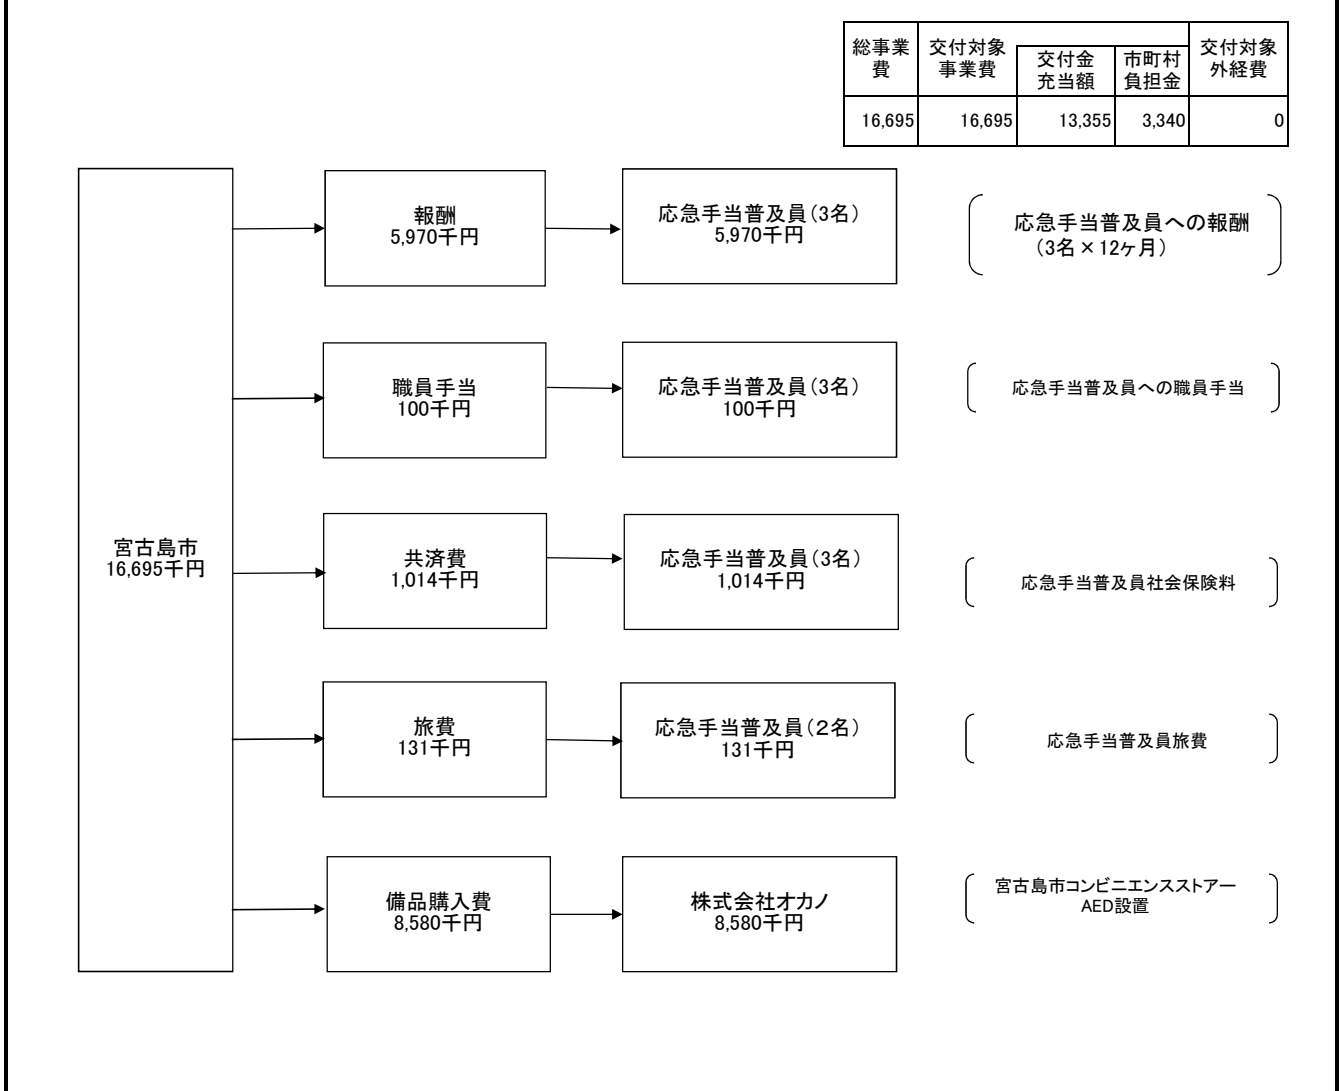 総事業
費
交付対象
事業費
交付金
充当額
市町村
負担金
交付対象
外経費
16,695
16,695
13,355
3,340
0
宮古島市
16,695千円
報酬
5,970千円
応急手当普及員(3名)
5,970千円
応急手当普及員への報酬
(3名×12ヶ月)
職員手当
100千円
応急手当普及員(3名)
100千円
応急手当普及員への職員手当
共済費
1,014千円
応急手当普及員(3名)
1,014千円
応急手当普及員社会保険料
旅費
131千円
応急手当普及員(２名)
131千円
応急手当普及員旅費
備品購入費
8,580千円
株式会社オカノ
8,580千円
宮古島市コンビニエンスストアー
AED設置